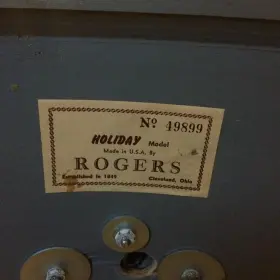 Nº 49899
HOLIDAY Model
Made in U.S.A. By
ROGERS
Established in 1849 Cleveland, Ohio